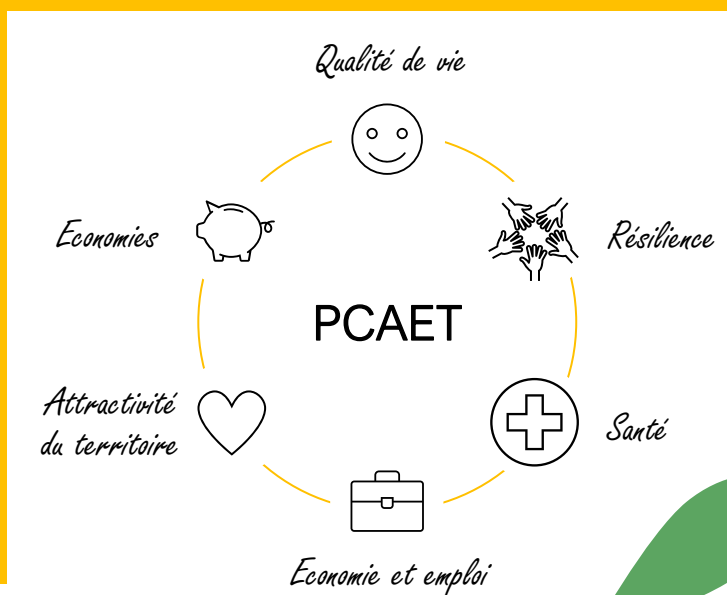 Qualité de vie
Economies
Résilience
PCAET
Attractivité
du territoire
Santé
Economie et emploi